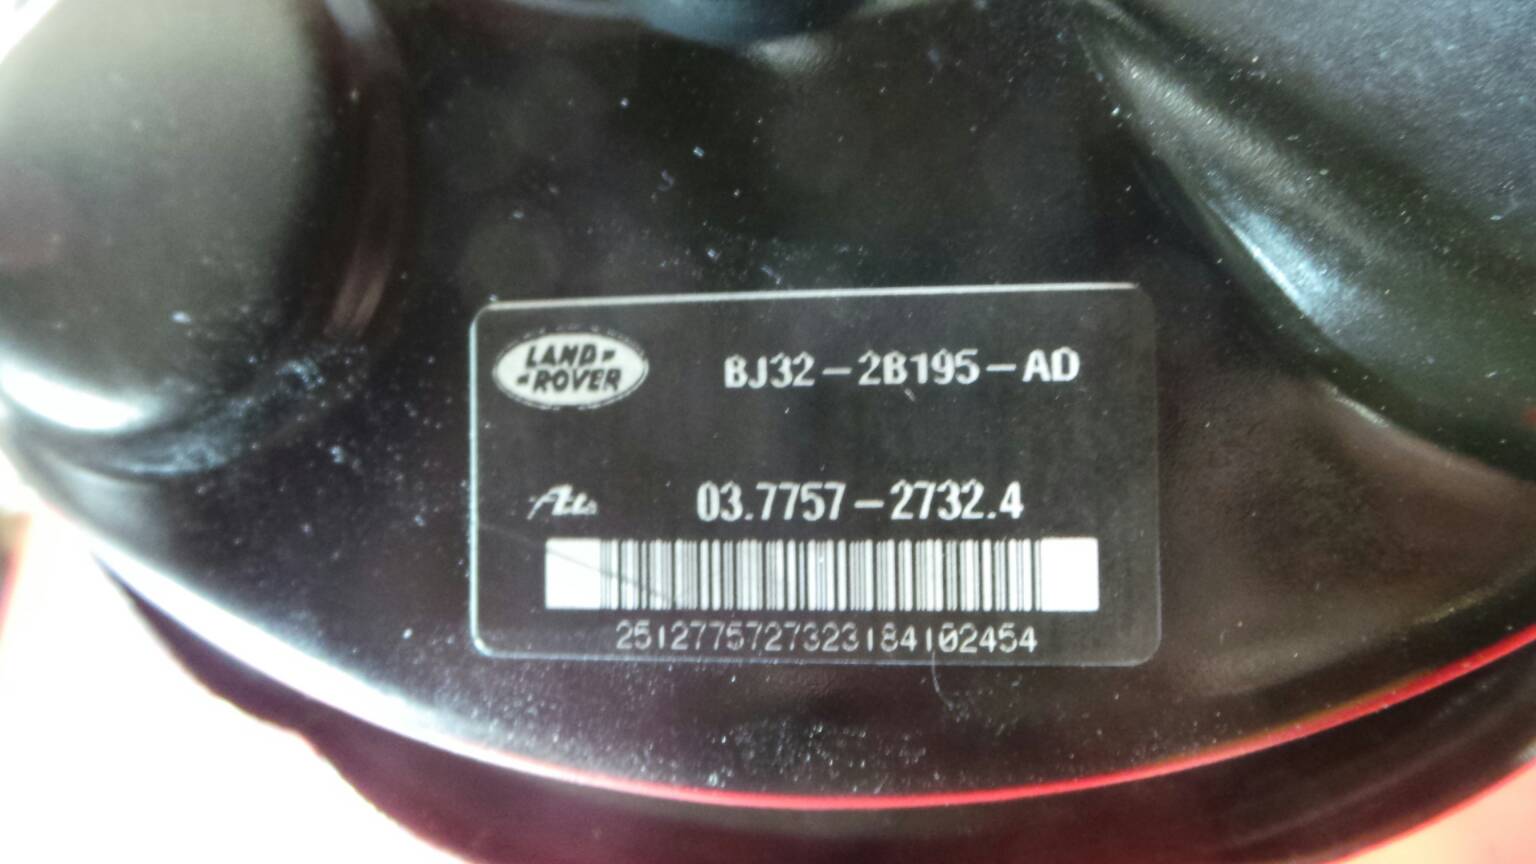 LAND-
-ROVER
BJ32-2B195-AD
Ate
03.7757-2732.4
2512775727323184102454